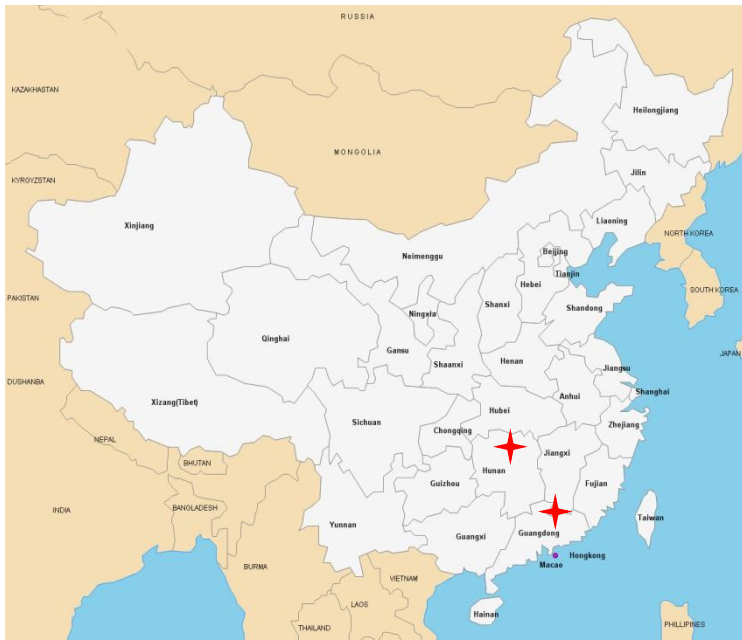 RUSSIA
KAZAKHSTAN
Heilongjiang
MONGOLIA
Jilin
KYRGYZSTAN
Liaoning
Xinjiang
NORTH KOREA
Beijing
Neimenggu
Tianjin
Hebei
SOUTH KOREA
PAKISTAN
Shanxi
Shandong
Ningxia
Qinghai
Gansu
JAPAN
Henan
Shaanxi
Jiangsu
DUSHANBA
Shanghai
Anhui
Xizang(Tibet)
Hubei
Sichuan
Zhejiang
Chongqing
NEPAL
Jiangxi
BHUTAN
Hunan
Guizhou
Fujian
INDIA
BANGLADESH
Taiwan
Yunnan
Guangdong
Guangxi
Hongkong
Macao
BURMA
VIETNAM
LAOS
Hainan
PHILLIPINES
THAILAND